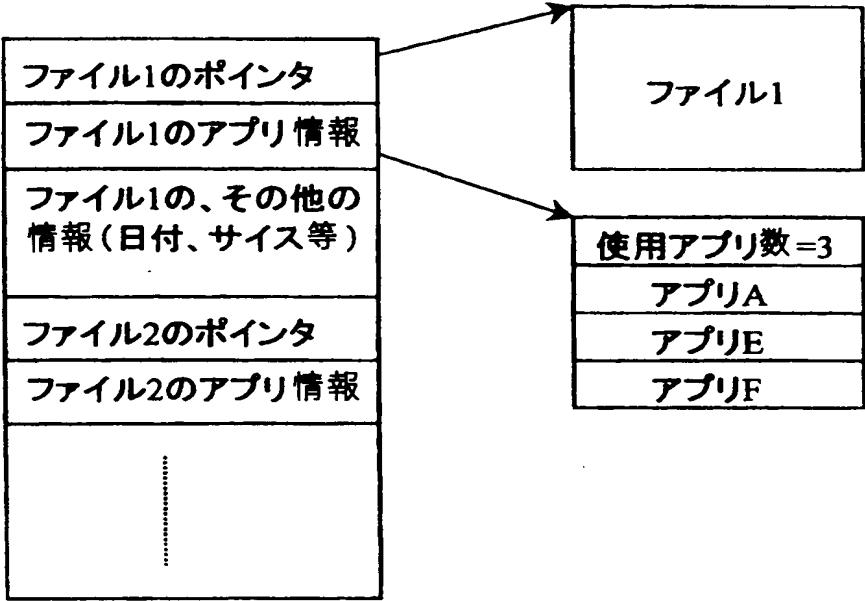 ファイル1のポインタ
ファイル1のアプリ情報
ファイル1の、その他の
情報(日付、サイズ等)
ファイル2のポインタ
ファイル2のアプリ情報
ファイル1
使用アプリ数=3
アプリA
アプリE
アプリF